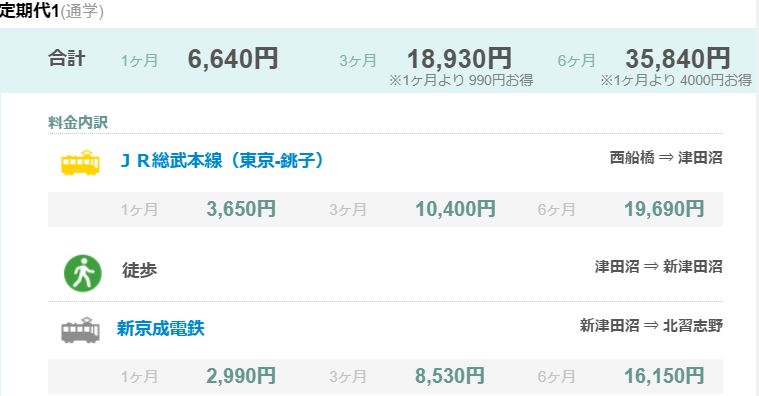 定期代1(通学)
合計 1ヶ月 6,640円 3ヶ月 18,930円 6ヶ月 35,840円
※1ヶ月より 990円お得 ※1ヶ月より 4000円お得
料金内訳
ＪＲ総武本線（東京-銚子） 西船橋 ⇒ 津田沼
1ヶ月 3,650円 3ヶ月 10,400円 6ヶ月 19,690円
徒歩 津田沼 ⇒ 新津田沼
新京成電鉄 新津田沼 ⇒ 北習志野
1ヶ月 2,990円 3ヶ月 8,530円 6ヶ月 16,150円